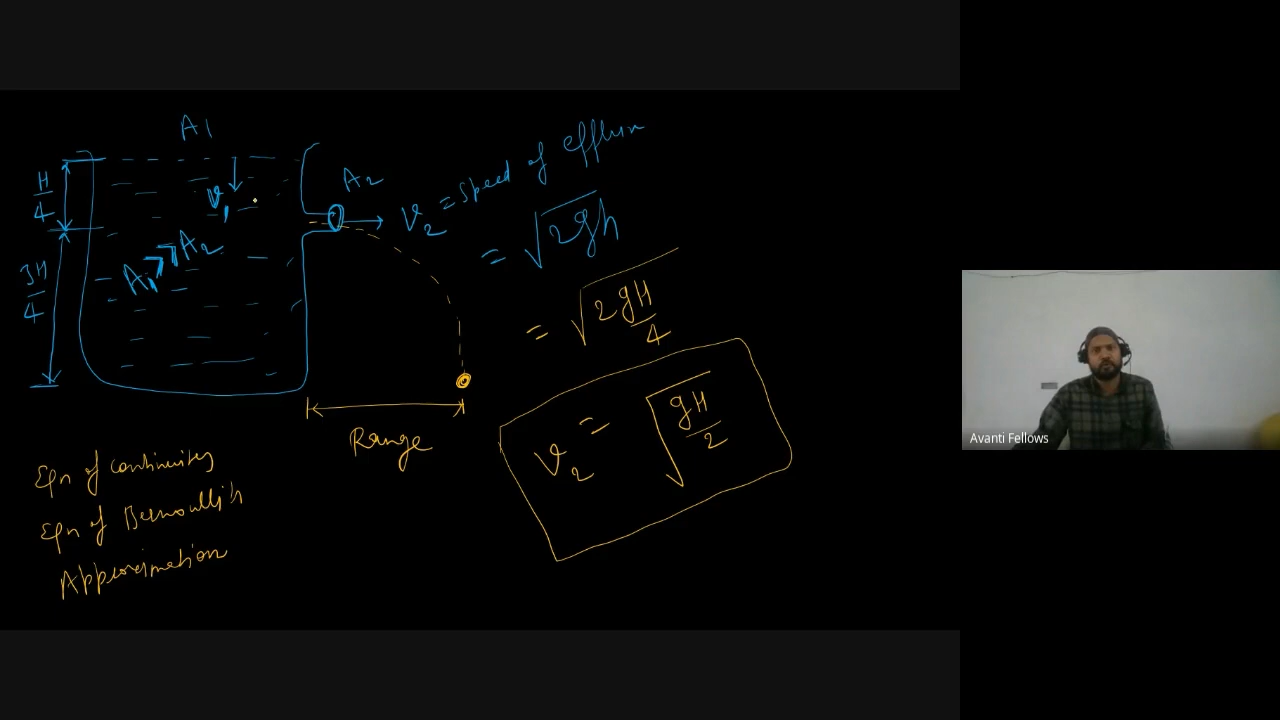 A1
H/4
A2
v1
v2 = Speed of efflux
= √2gh
A1 >> A2
3H/4
= √2gH/4
v2 = √gH/2
Range
Eqn of continuity
Eqn of Bernoulli's
Approximation
Avanti Fellows